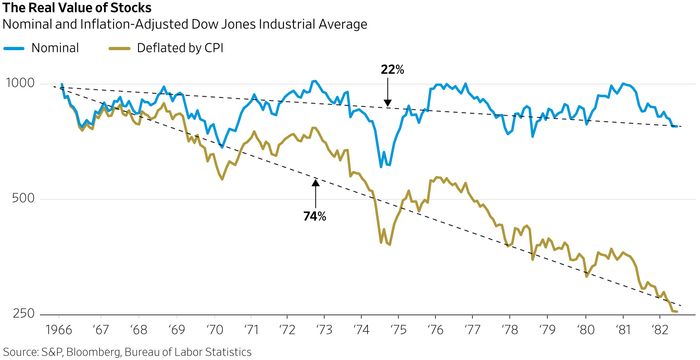 The Real Value of Stocks
Nominal and Inflation-Adjusted Dow Jones Industrial Average
Nominal Deflated by CPI
1000
22%
500
74%
250
1966 '67 '68 '69 '70 '71 '72 '73 '74 '75 '76 '77 '78 '79 '80 '81 '82
Source: S&P, Bloomberg, Bureau of Labor Statistics